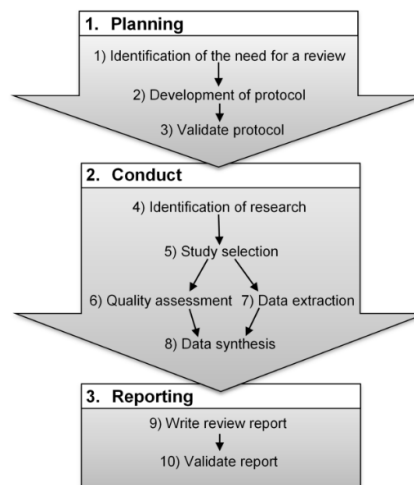 1. Planning
1) Identification of the need for a review
2) Development of protocol
3) Validate protocol
2. Conduct
4) Identification of research
5) Study selection
6) Quality assessment 7) Data extraction
8) Data synthesis
3. Reporting
9) Write review report
10) Validate report